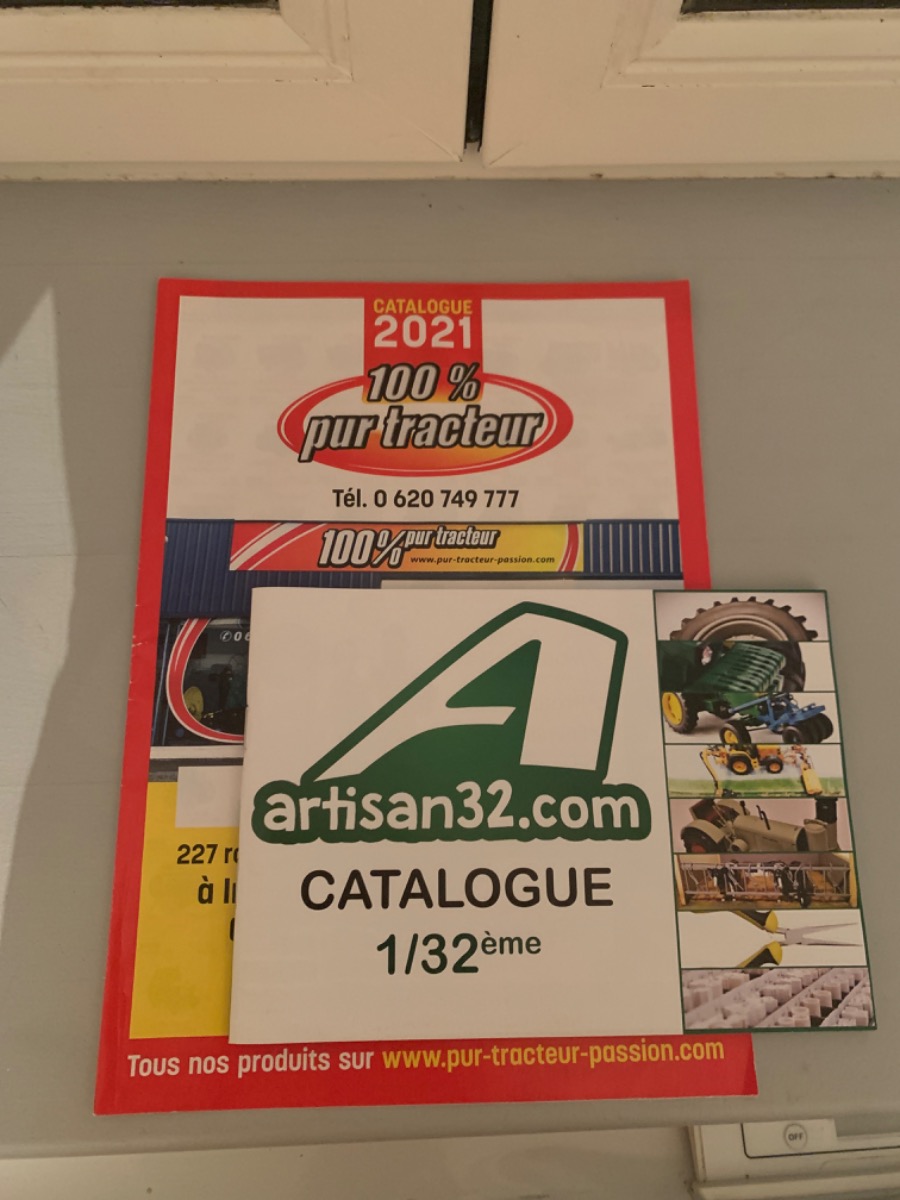 CATALOGUE
2021
100 %
pur tracteur
Tél. 0 620 749 777
100% pur tracteur
www.pur-tracteur-passion.com
artisan32.com
CATALOGUE
1/32ème
227
à
Tous nos produits sur www.pur-tracteur-passion.com
OFF